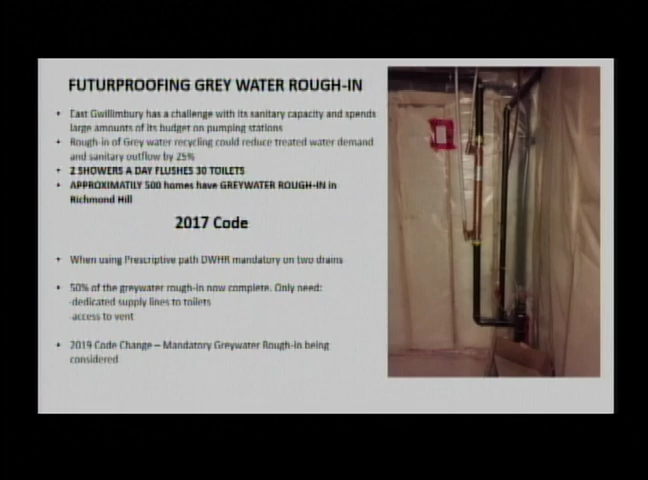 FUTURPROOFING GREY WATER ROUGH-IN
• East Gwillimbury has a challenge with its sanitary capacity and spends
large amounts of its budget on pumping stations
• Rough-in of Grey water recycling could reduce treated water demand
and sanitary outflow by 25%
• 2 SHOWERS A DAY FLUSHES 30 TOILETS
• APPROXIMATILY 500 homes have GREYWATER ROUGH-IN in
Richmond Hill
2017 Code
• When using Prescriptive path DWHR mandatory on two drains
• 50% of the greywater rough-in now complete. Only need:
-dedicated supply lines to toilets
-access to vent
• 2019 Code Change – Mandatory Greywater Rough-in being
considered